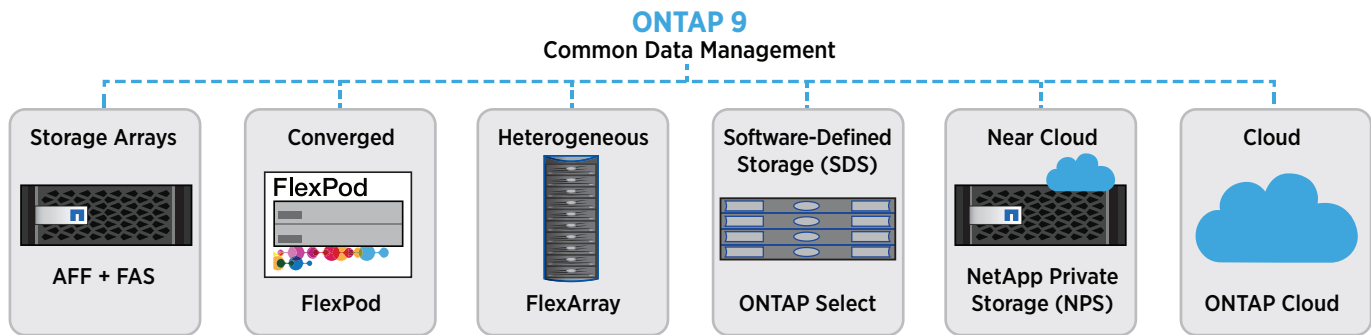 ONTAP 9
Common Data Management
Storage Arrays
AFF + FAS
Converged
FlexPod
FlexPod
Heterogeneous
FlexArray
Software-Defined
Storage (SDS)
ONTAP Select
Near Cloud
NetApp Private
Storage (NPS)
Cloud
ONTAP Cloud